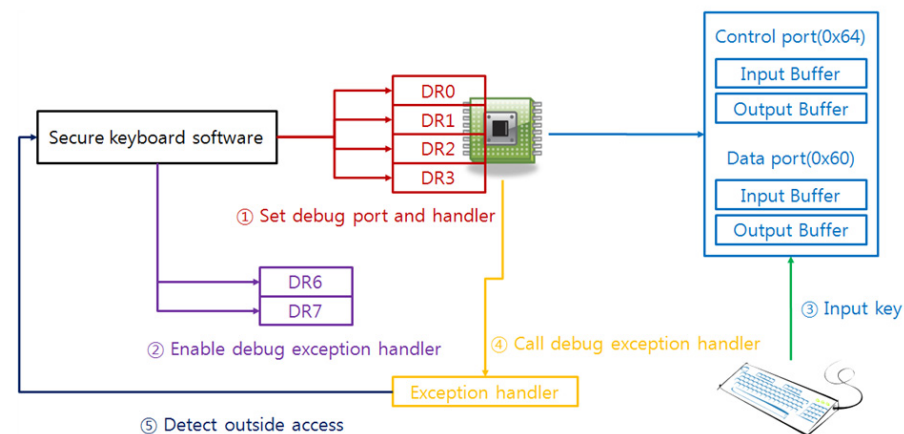 Control port(0x64)
Input Buffer
Output Buffer
Data port(0x60)
Input Buffer
Output Buffer
Secure keyboard software
DR0
DR1
DR2
DR3
① Set debug port and handler
DR6
DR7
② Enable debug exception handler
③ Input key
④ Call debug exception handler
Exception handler
⑤ Detect outside access